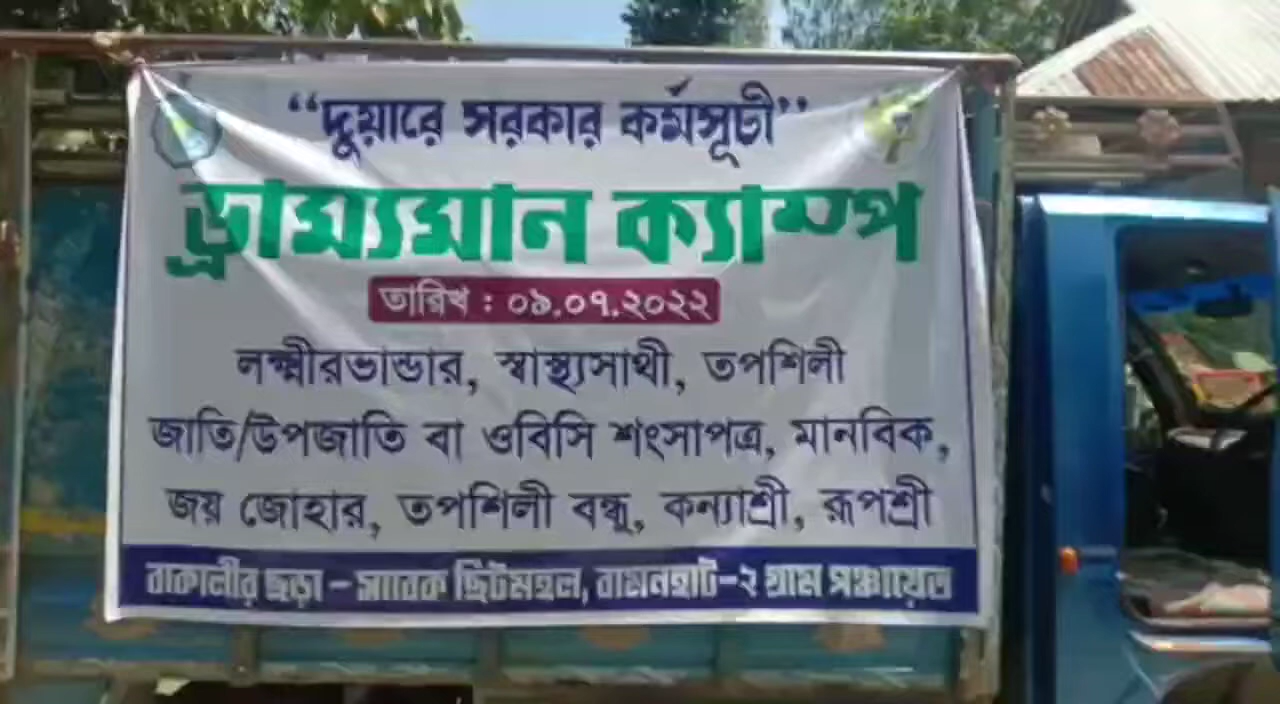 “দুয়ারে সরকার কর্মসূচী”
ভ্রাম্যমান ক্যাম্প
তারিখ : ০৯.০৭.২০২২
লক্ষ্মীরভান্ডার, স্বাস্থ্যসাথী, তপশিলী
জাতি/উপজাতি বা ওবিসি শংসাপত্র, মানবিক,
জয় জোহার, তপশিলী বন্ধু, কন্যাশ্রী, রূপশ্রী
বাকালীর ছড়া – সাবেক ছিটমহল, বামনহাট–২ গ্রাম পঞ্চায়েত